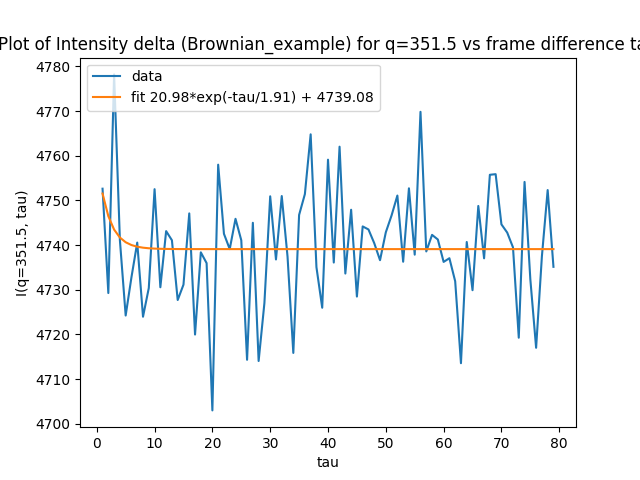 Plot of Intensity delta (Brownian_example) for q=351.5 vs frame difference ta
data
fit 20.98*exp(-tau/1.91) + 4739.08
I(q=351.5, tau)
4780
4770
4760
4750
4740
4730
4720
4710
4700
0 10 20 30 40 50 60 70 80
tau